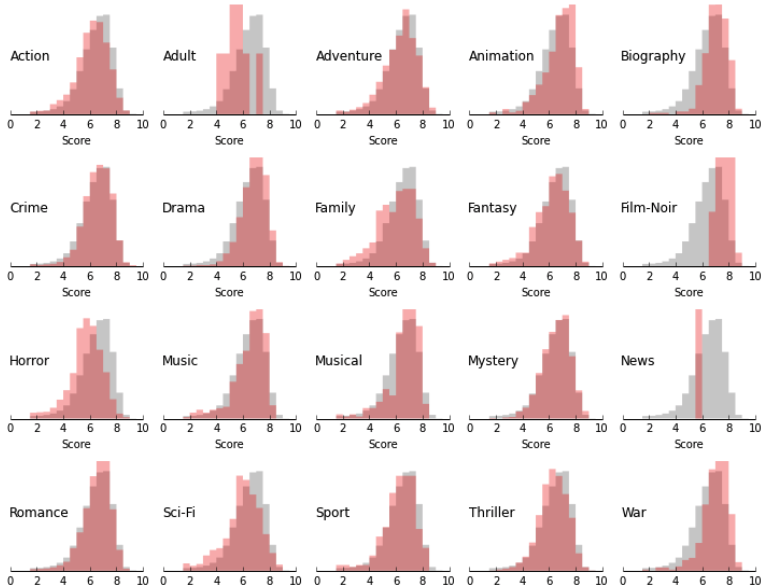 Action Adult Adventure Animation Biography
0 2 4 6 8 10 0 2 4 6 8 10 0 2 4 6 8 10 0 2 4 6 8 10 0 2 4 6 8 10
Score Score Score Score Score
Crime Drama Family Fantasy Film-Noir
0 2 4 6 8 10 0 2 4 6 8 10 0 2 4 6 8 10 0 2 4 6 8 10 0 2 4 6 8 10
Score Score Score Score Score
Horror Music Musical Mystery News
0 2 4 6 8 10 0 2 4 6 8 10 0 2 4 6 8 10 0 2 4 6 8 10 0 2 4 6 8 10
Score Score Score Score Score
Romance Sci-Fi Sport Thriller War
0 2 4 6 8 10 0 2 4 6 8 10 0 2 4 6 8 10 0 2 4 6 8 10 0 2 4 6 8 10